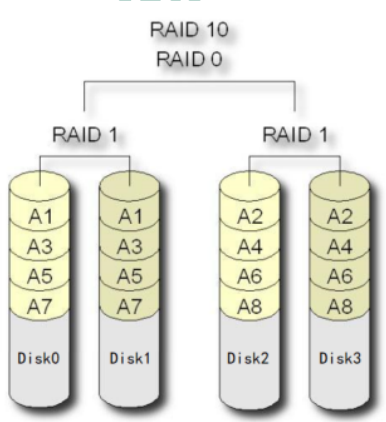 RAID 10
RAID 0
RAID 1 RAID 1
A1 A1 A2 A2
A3 A3 A4 A4
A5 A5 A6 A6
A7 A7 A8 A8
Disk0 Disk1 Disk2 Disk3